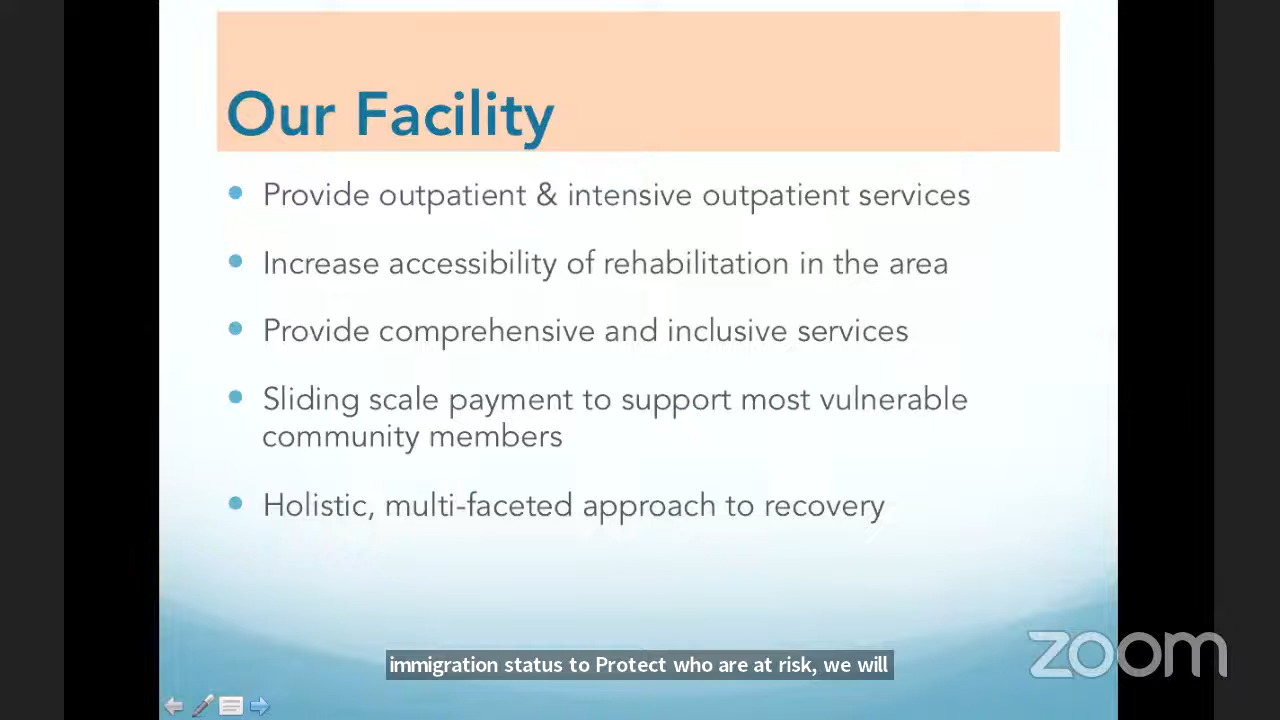 Our Facility
Provide outpatient & intensive outpatient services
Increase accessibility of rehabilitation in the area
Provide comprehensive and inclusive services
Sliding scale payment to support most vulnerable
community members
Holistic, multi-faceted approach to recovery
immigration status to Protect who are at risk, we will
zoom